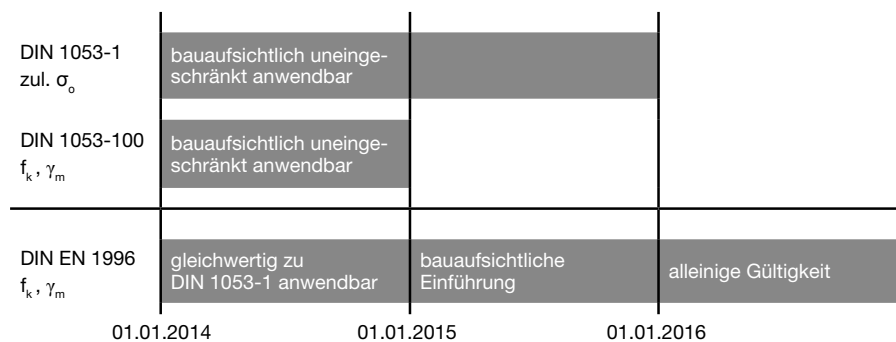 DIN 1053-1
zul. σₒ
bauaufsichtlich uneinge-
schränkt anwendbar
DIN 1053-100
fₖ, γₘ
bauaufsichtlich uneinge-
schränkt anwendbar
DIN EN 1996
fₖ, γₘ
gleichwertig zu
DIN 1053-1 anwendbar
bauaufsichtliche
Einführung
alleinige Gültigkeit
01.01.2014
01.01.2015
01.01.2016